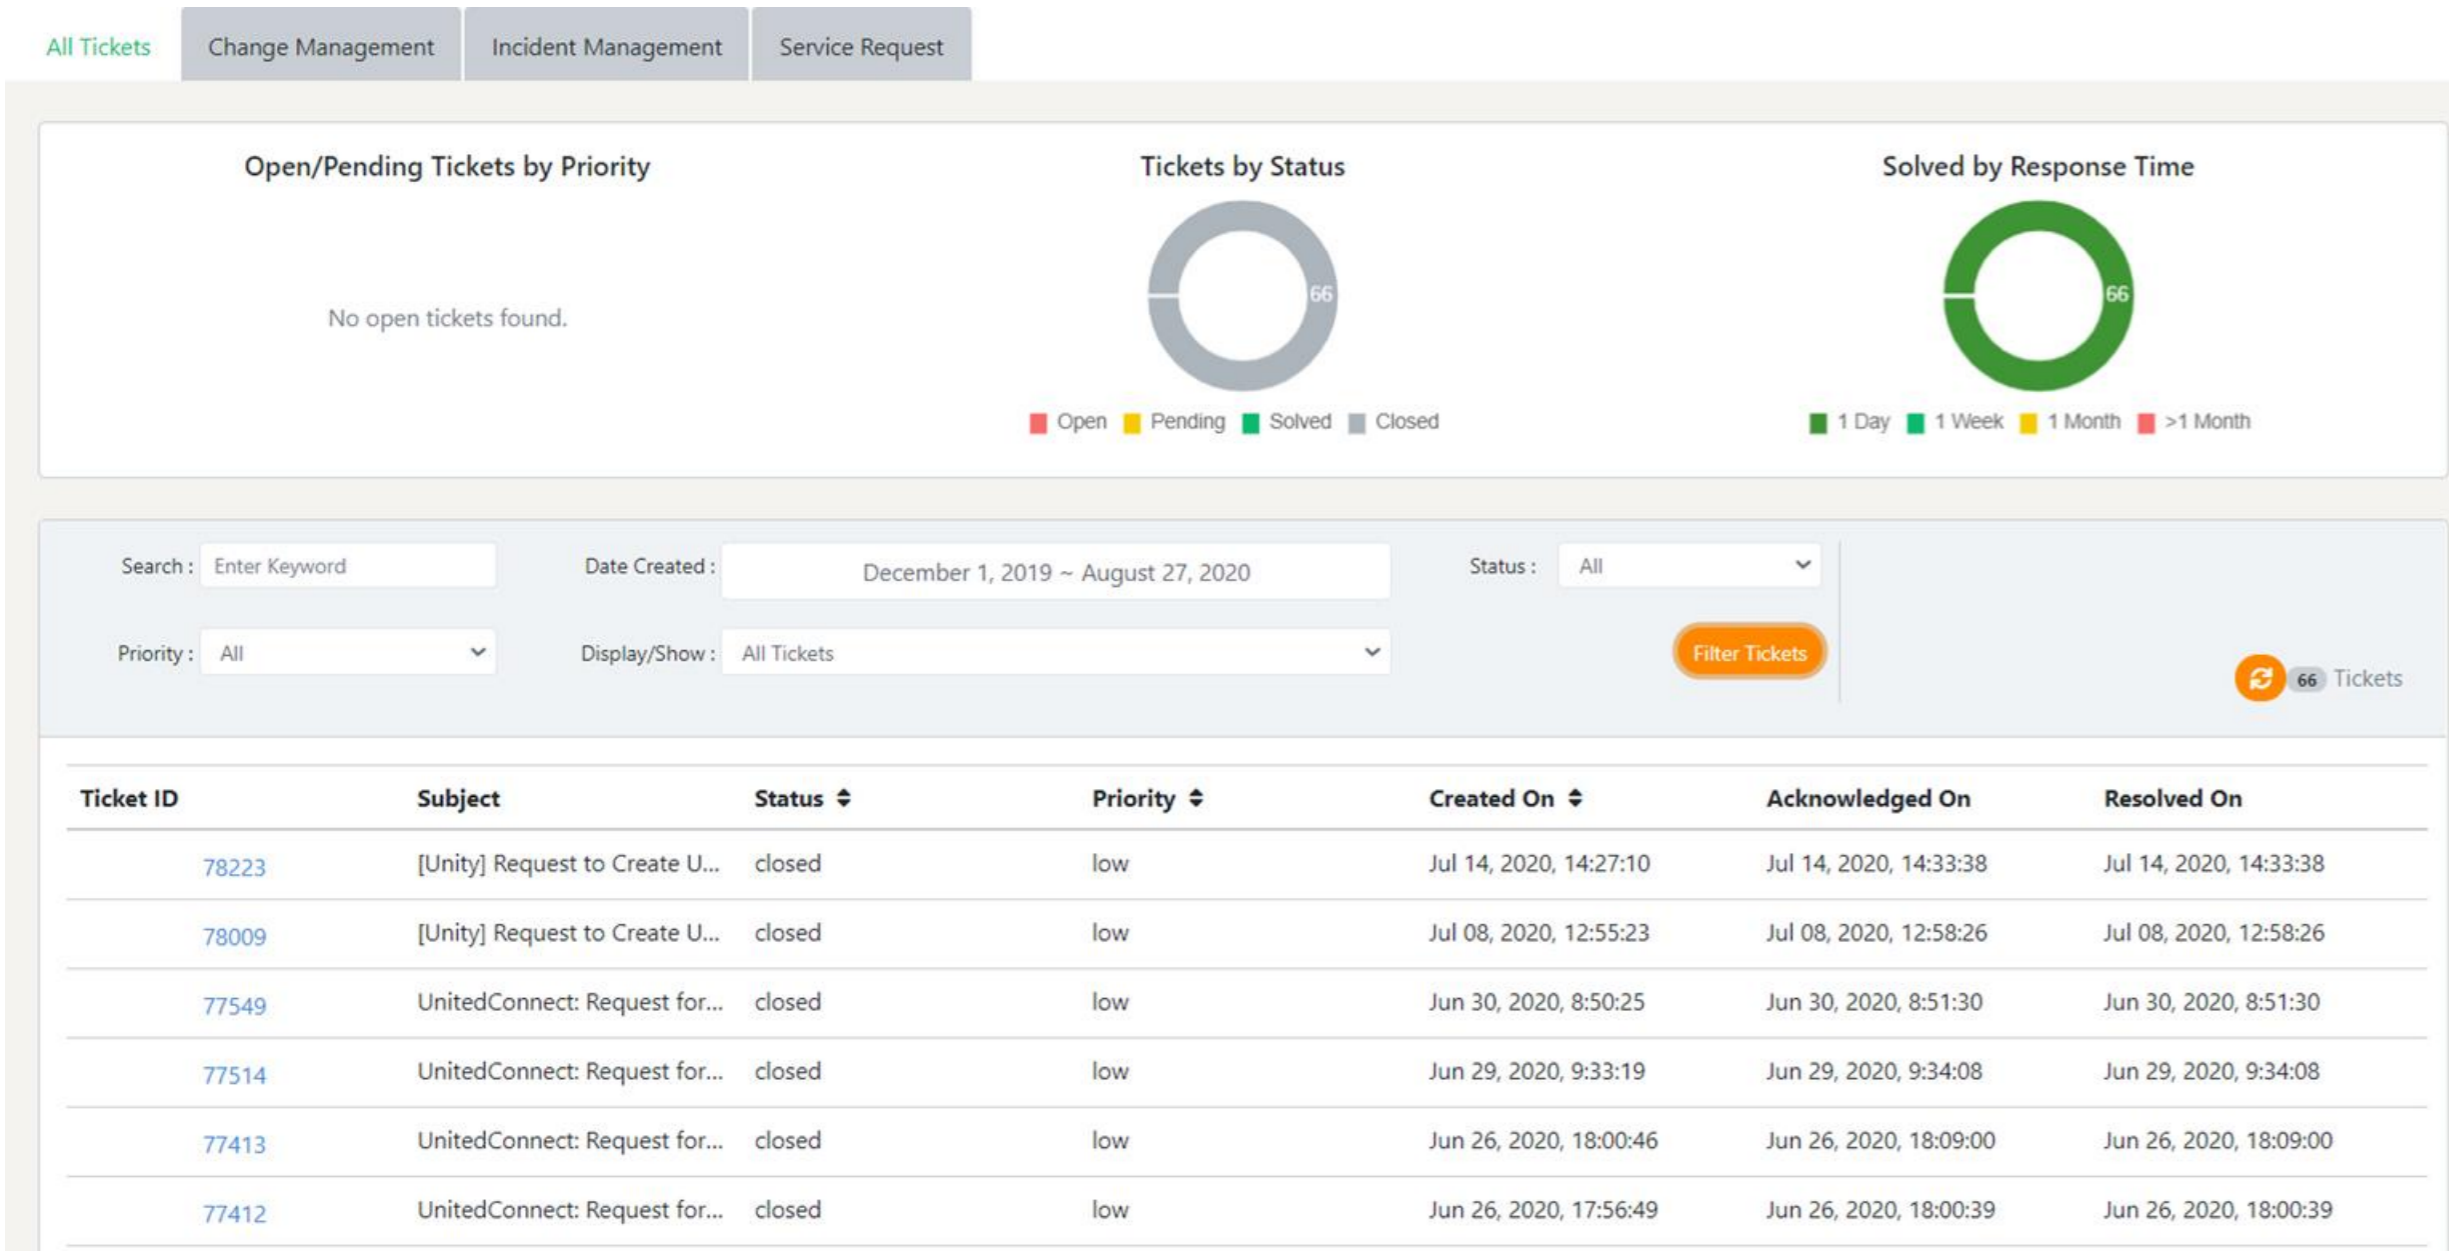 All Tickets Change Management Incident Management Service Request
Open/Pending Tickets by Priority Tickets by Status Solved by Response Time
66 66
No open tickets found.
Open Pending Solved Closed 1 Day 1 Week 1 Month >1 Month
Search : Enter Keyword Date Created : December 1, 2019 ~ August 27, 2020 Status : All
Priority : All Display/Show : All Tickets Filter Tickets
66 Tickets
Ticket ID Subject Status Priority Created On Acknowledged On Resolved On
78223 [Unity] Request to Create U... closed low Jul 14, 2020, 14:27:10 Jul 14, 2020, 14:33:38 Jul 14, 2020, 14:33:38
78009 [Unity] Request to Create U... closed low Jul 08, 2020, 12:55:23 Jul 08, 2020, 12:58:26 Jul 08, 2020, 12:58:26
77549 UnitedConnect: Request for... closed low Jun 30, 2020, 8:50:25 Jun 30, 2020, 8:51:30 Jun 30, 2020, 8:51:30
77514 UnitedConnect: Request for... closed low Jun 29, 2020, 9:33:19 Jun 29, 2020, 9:34:08 Jun 29, 2020, 9:34:08
77413 UnitedConnect: Request for... closed low Jun 26, 2020, 18:00:46 Jun 26, 2020, 18:09:00 Jun 26, 2020, 18:09:00
77412 UnitedConnect: Request for... closed low Jun 26, 2020, 17:56:49 Jun 26, 2020, 18:00:39 Jun 26, 2020, 18:00:39